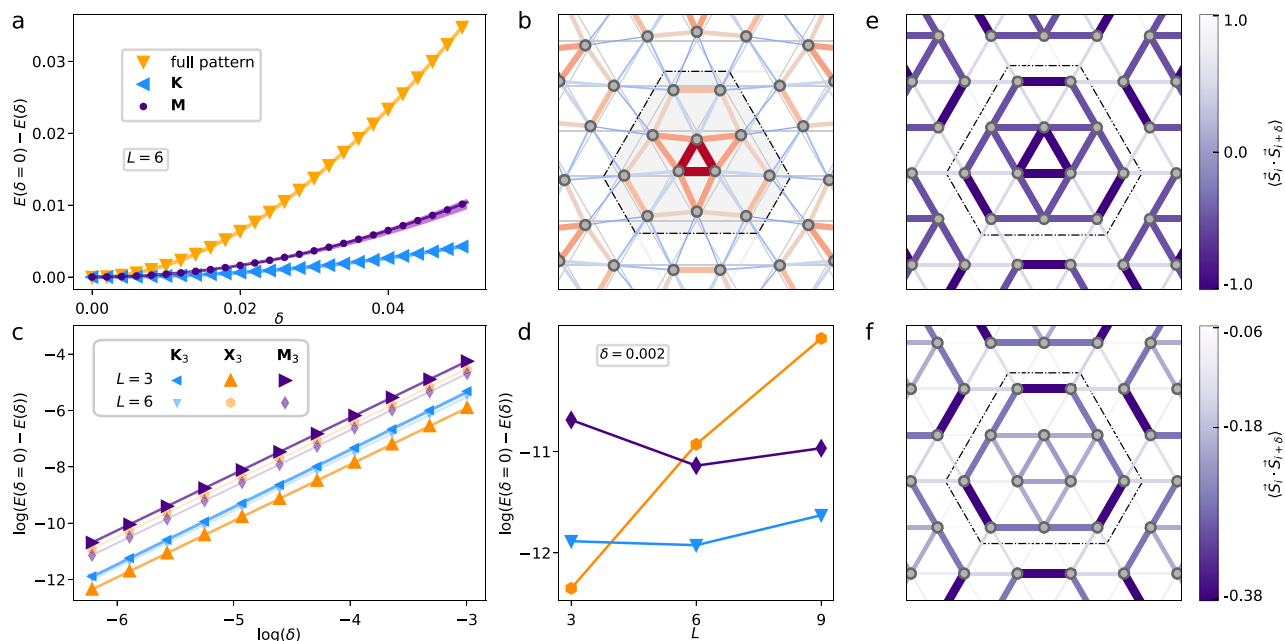 a
E(δ=0) − E(δ)
0.03
0.02
0.01
0.00
full pattern
K
M
L = 6
0.00
0.02
0.04
δ
b
e
1.0
0.0
-1.0
⟨S⃗ᵢ · S⃗ᵢ₊δ⟩
c
log(E(δ=0) − E(δ))
−4
−6
−8
−10
−12
K₃ X₃ M₃
L = 3
L = 6
−6
−5
−4
−3
log(δ)
d
log(E(δ=0) − E(δ))
δ = 0.002
−11
−12
3
6
9
L
f
-0.06
-0.18
-0.38
⟨S⃗ᵢ · S⃗ᵢ₊δ⟩